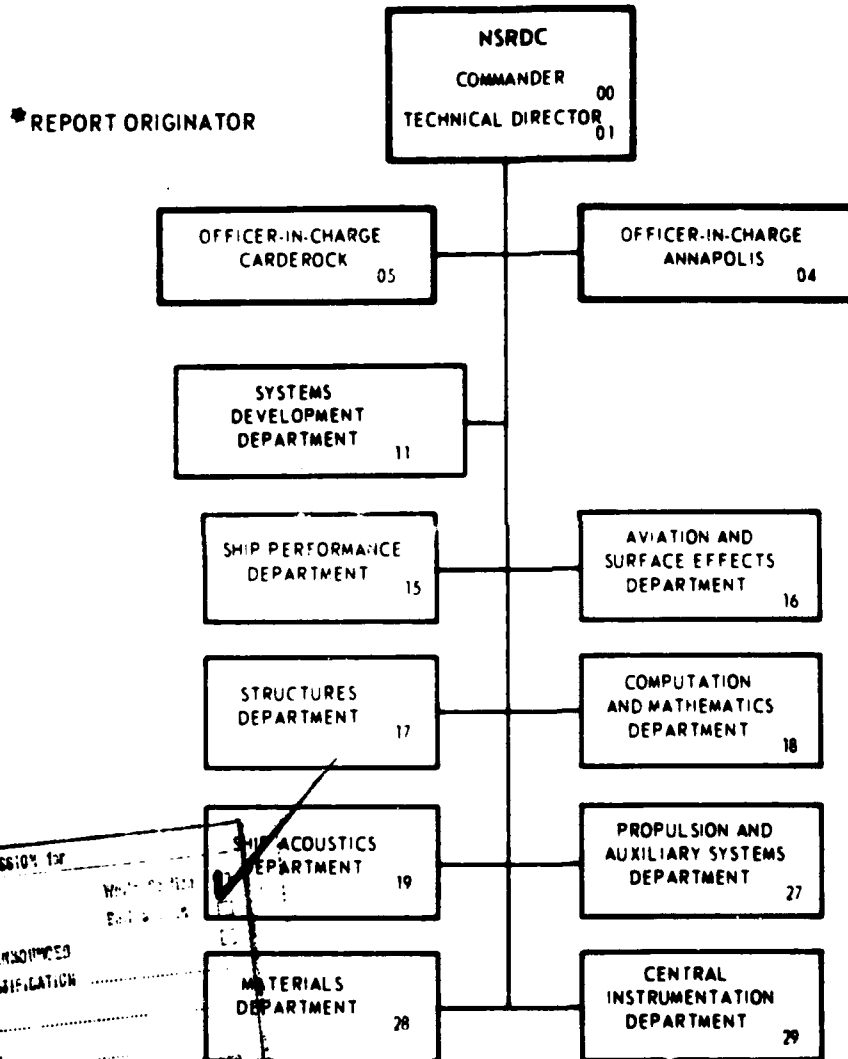 NSRDC
COMMANDER
00
TECHNICAL DIRECTOR
01
*REPORT ORIGINATOR
OFFICER-IN-CHARGE
CARDEROCK
05
OFFICER-IN-CHARGE
ANNAPOLIS
04
SYSTEMS
DEVELOPMENT
DEPARTMENT
11
SHIP PERFORMANCE
DEPARTMENT
15
AVIATION AND
SURFACE EFFECTS
DEPARTMENT
16
STRUCTURES
DEPARTMENT
17
COMPUTATION
AND MATHEMATICS
DEPARTMENT
18
SHIP ACOUSTICS
DEPARTMENT
19
PROPULSION AND
AUXILIARY SYSTEMS
DEPARTMENT
27
MATERIALS
DEPARTMENT
28
CENTRAL
INSTRUMENTATION
DEPARTMENT
29